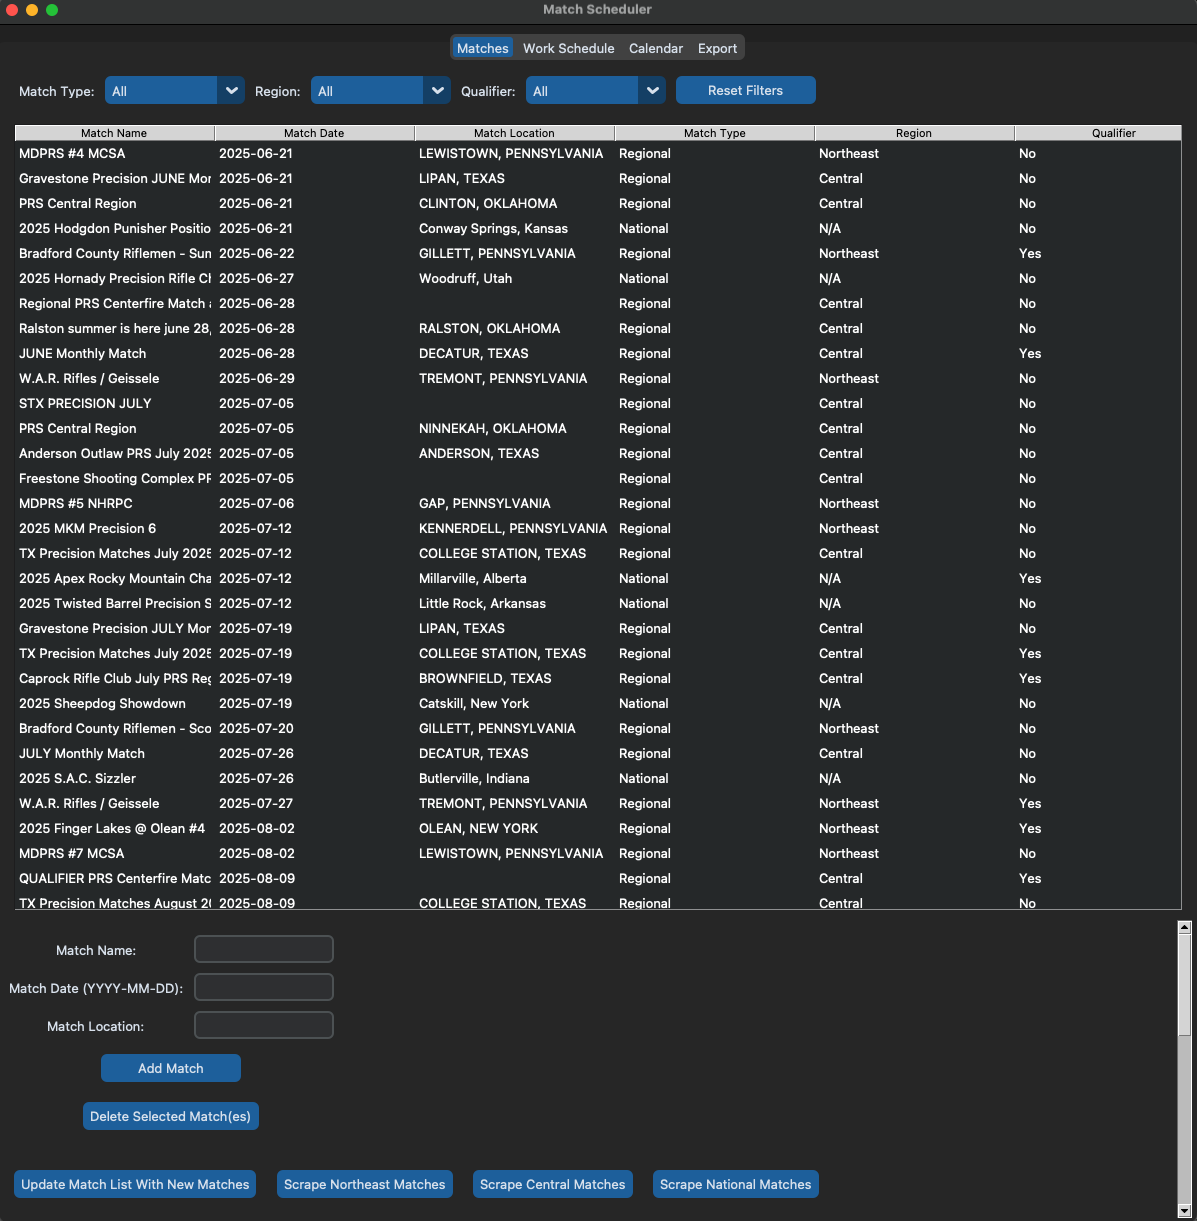 Match Scheduler
Matches Work Schedule Calendar Export
Match Type: All Region: All Qualifier: All Reset Filters
Match Name Match Date Match Location Match Type Region Qualifier
MDPRS #4 MCSA 2025-06-21 LEWISTOWN, PENNSYLVANIA Regional Northeast No
Gravestone Precision JUNE Mor 2025-06-21 LIPAN, TEXAS Regional Central No
PRS Central Region 2025-06-21 CLINTON, OKLAHOMA Regional Central No
2025 Hodgdon Punisher Positio 2025-06-21 Conway Springs, Kansas National N/A No
Bradford County Riflemen - Sum 2025-06-22 GILLETT, PENNSYLVANIA Regional Northeast Yes
2025 Hornady Precision Rifle Ch 2025-06-27 Woodruff, Utah National N/A No
Regional PRS Centerfire Match a 2025-06-28 Regional Central No
Ralston summer is here june 28, 2025-06-28 RALSTON, OKLAHOMA Regional Central No
JUNE Monthly Match 2025-06-28 DECATUR, TEXAS Regional Central Yes
W.A.R. Rifles / Geissele 2025-06-29 TREMONT, PENNSYLVANIA Regional Northeast No
STX PRECISION JULY 2025-07-05 Regional Central No
PRS Central Region 2025-07-05 NINNEKAH, OKLAHOMA Regional Central No
Anderson Outlaw PRS July 2025 2025-07-05 ANDERSON, TEXAS Regional Central No
Freestone Shooting Complex PR 2025-07-05 Regional Central No
MDPRS #5 NHRPC 2025-07-06 GAP, PENNSYLVANIA Regional Northeast No
2025 MKM Precision 6 2025-07-12 KENNERDELL, PENNSYLVANIA Regional Northeast No
TX Precision Matches July 2025 2025-07-12 COLLEGE STATION, TEXAS Regional Central No
2025 Apex Rocky Mountain Cha 2025-07-12 Millarville, Alberta National N/A Yes
2025 Twisted Barrel Precision S 2025-07-12 Little Rock, Arkansas National N/A No
Gravestone Precision JULY Mor 2025-07-19 LIPAN, TEXAS Regional Central No
TX Precision Matches July 2025 2025-07-19 COLLEGE STATION, TEXAS Regional Central Yes
Caprock Rifle Club July PRS Reg 2025-07-19 BROWNFIELD, TEXAS Regional Central Yes
2025 Sheepdog Showdown 2025-07-19 Catskill, New York National N/A No
Bradford County Riflemen - Sco 2025-07-20 GILLETT, PENNSYLVANIA Regional Northeast No
JULY Monthly Match 2025-07-26 DECATUR, TEXAS Regional Central No
2025 S.A.C. Sizzler 2025-07-26 Butlerville, Indiana National N/A No
W.A.R. Rifles / Geissele 2025-07-27 TREMONT, PENNSYLVANIA Regional Northeast Yes
2025 Finger Lakes @ Olean #4 2025-08-02 OLEAN, NEW YORK Regional Northeast Yes
MDPRS #7 MCSA 2025-08-02 LEWISTOWN, PENNSYLVANIA Regional Northeast No
QUALIFIER PRS Centerfire Matc 2025-08-09 Regional Central Yes
TX Precision Matches August 20 2025-08-09 COLLEGE STATION, TEXAS Regional Central No
Match Name:
Match Date (YYYY-MM-DD):
Match Location:
Add Match
Delete Selected Match(es)
Update Match List With New Matches Scrape Northeast Matches Scrape Central Matches Scrape National Matches